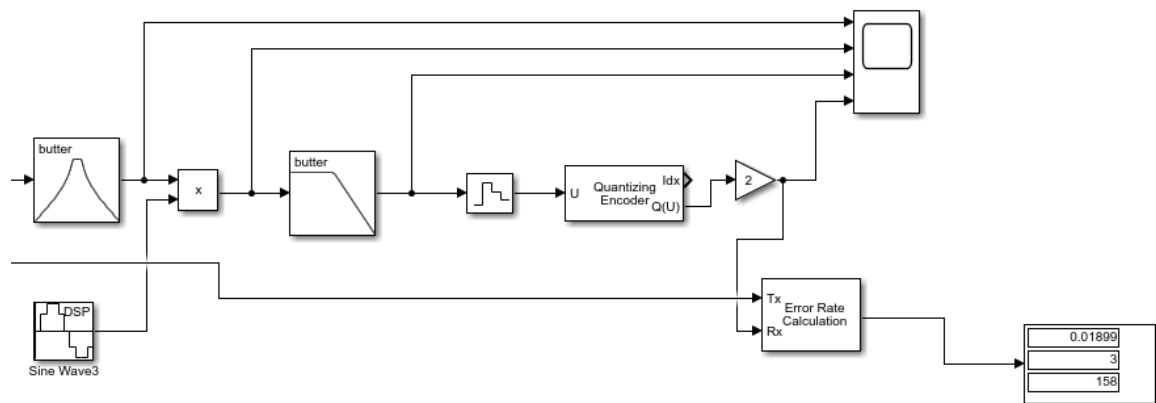 butter
x
butter
U
Quantizing
Encoder
Idx
Q(U)
2
DSP
Sine Wave3
Tx
Rx
Error Rate
Calculation
0.01899
3
158